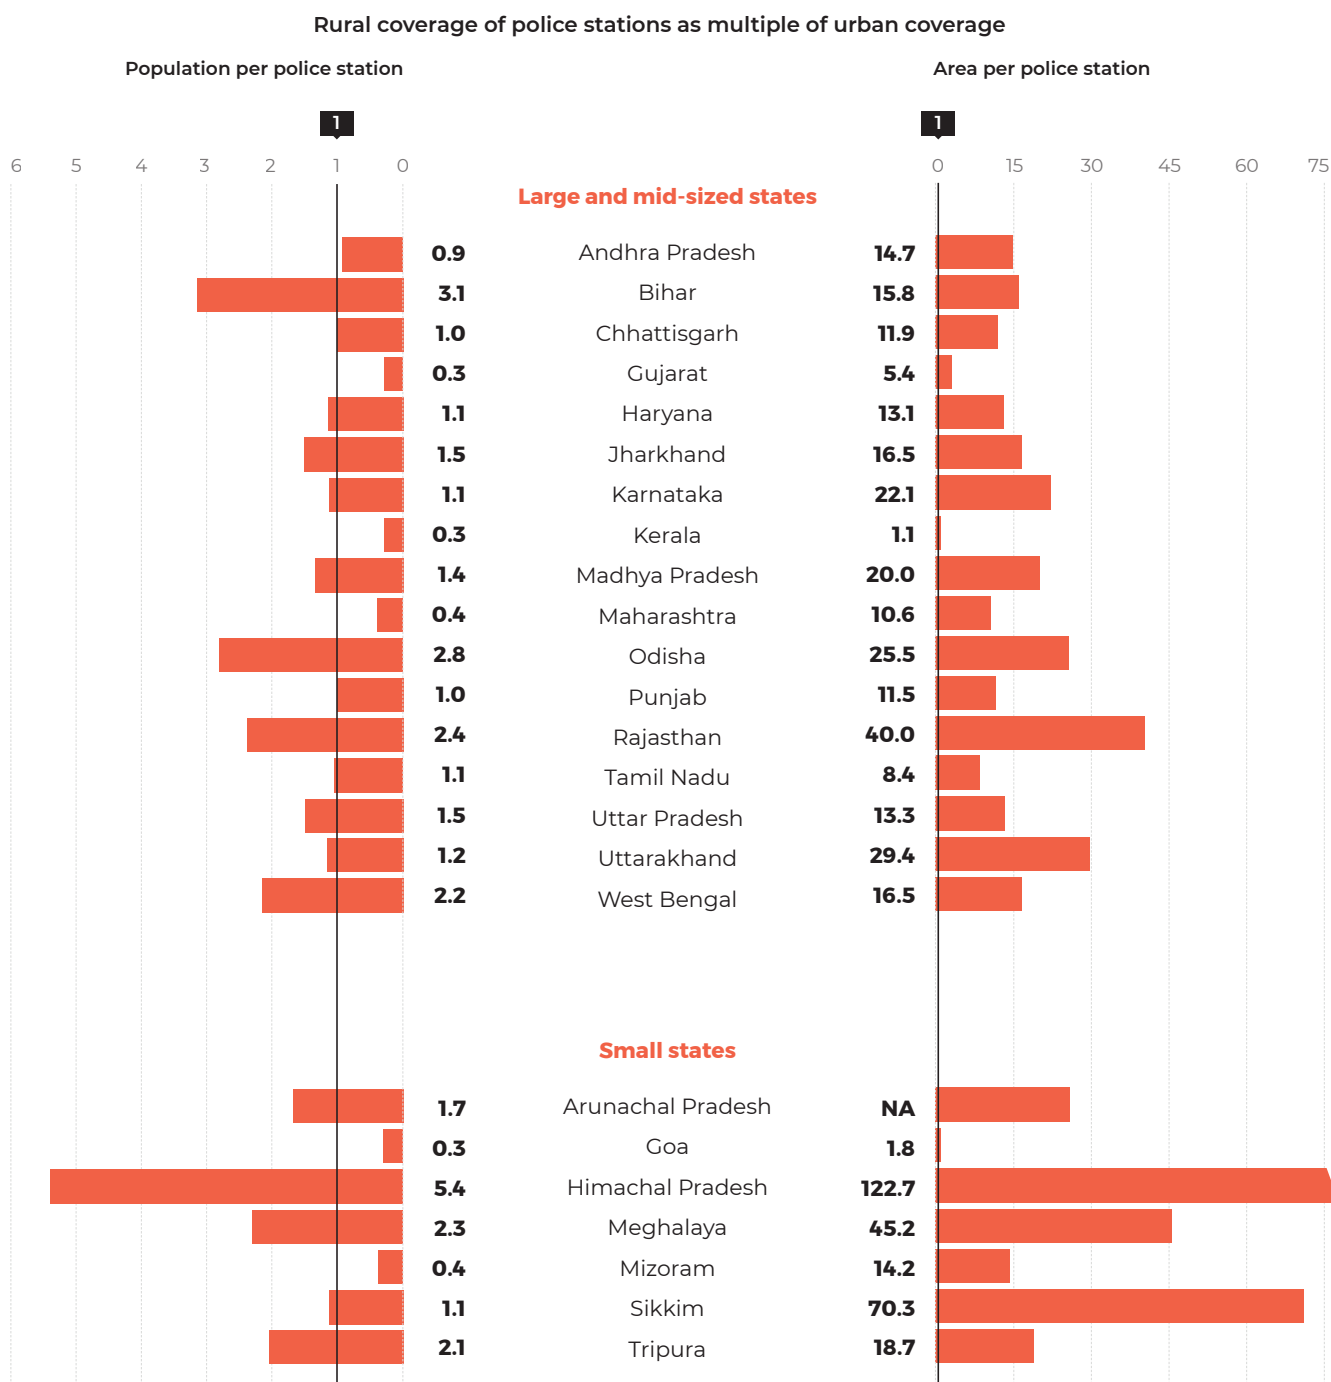 Rural coverage of police stations as multiple of urban coverage
Population per police station
Area per police station
1
1
6 5 4 3 2 1 0
0 15 30 45 60 75
Large and mid-sized states
0.9 Andhra Pradesh 14.7
3.1 Bihar 15.8
1.0 Chhattisgarh 11.9
0.3 Gujarat 5.4
1.1 Haryana 13.1
1.5 Jharkhand 16.5
1.1 Karnataka 22.1
0.3 Kerala 1.1
1.4 Madhya Pradesh 20.0
0.4 Maharashtra 10.6
2.8 Odisha 25.5
1.0 Punjab 11.5
2.4 Rajasthan 40.0
1.1 Tamil Nadu 8.4
1.5 Uttar Pradesh 13.3
1.2 Uttarakhand 29.4
2.2 West Bengal 16.5
Small states
1.7 Arunachal Pradesh NA
0.3 Goa 1.8
5.4 Himachal Pradesh 122.7
2.3 Meghalaya 45.2
0.4 Mizoram 14.2
1.1 Sikkim 70.3
2.1 Tripura 18.7